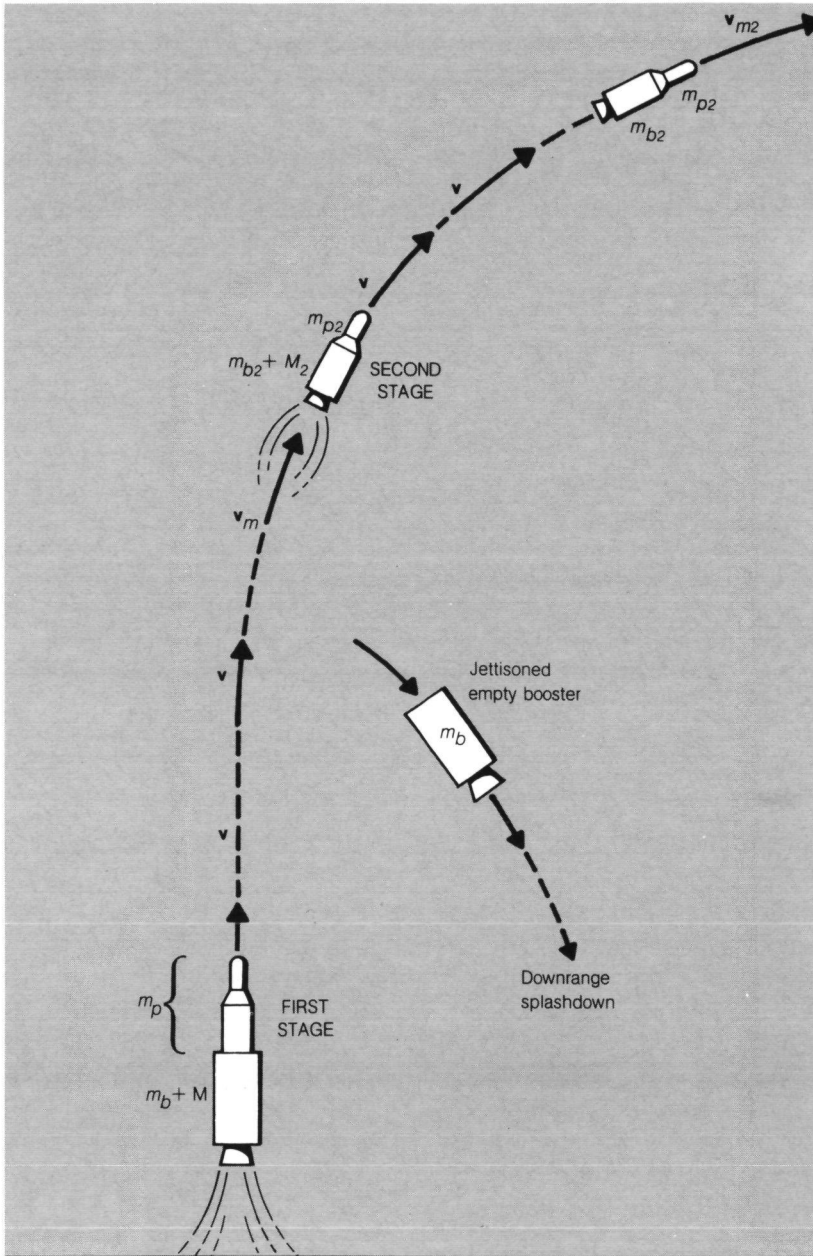 v_m2
m_p2
m_b2
v
v
m_p2
m_b2 + M_2
SECOND
STAGE
v_m
Jettisoned
empty booster
v
m_b
v
m_p
FIRST
STAGE
Downrange
splashdown
m_b + M